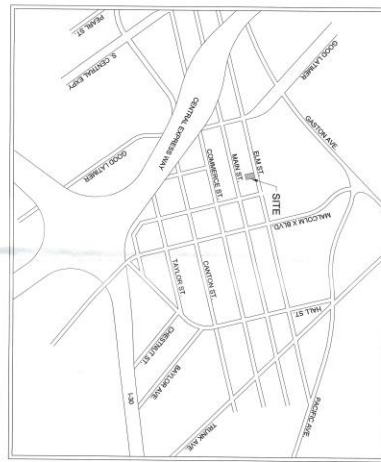 PEARL ST.
S. CENTRAL EXPY
GOOD LATIMER
GASTON AVE
CENTRAL EXPRESS WAY
GOOD LATIMER
COMMERCE ST.
MAIN ST.
ELM ST.
SITE
MALCOLM X BLVD
TAYLOR ST.
CANTON ST.
HALL ST
CHESTNUT ST.
BAYLOR AVE
I-30
TRUNK AVE.
PACIFIC AVE.